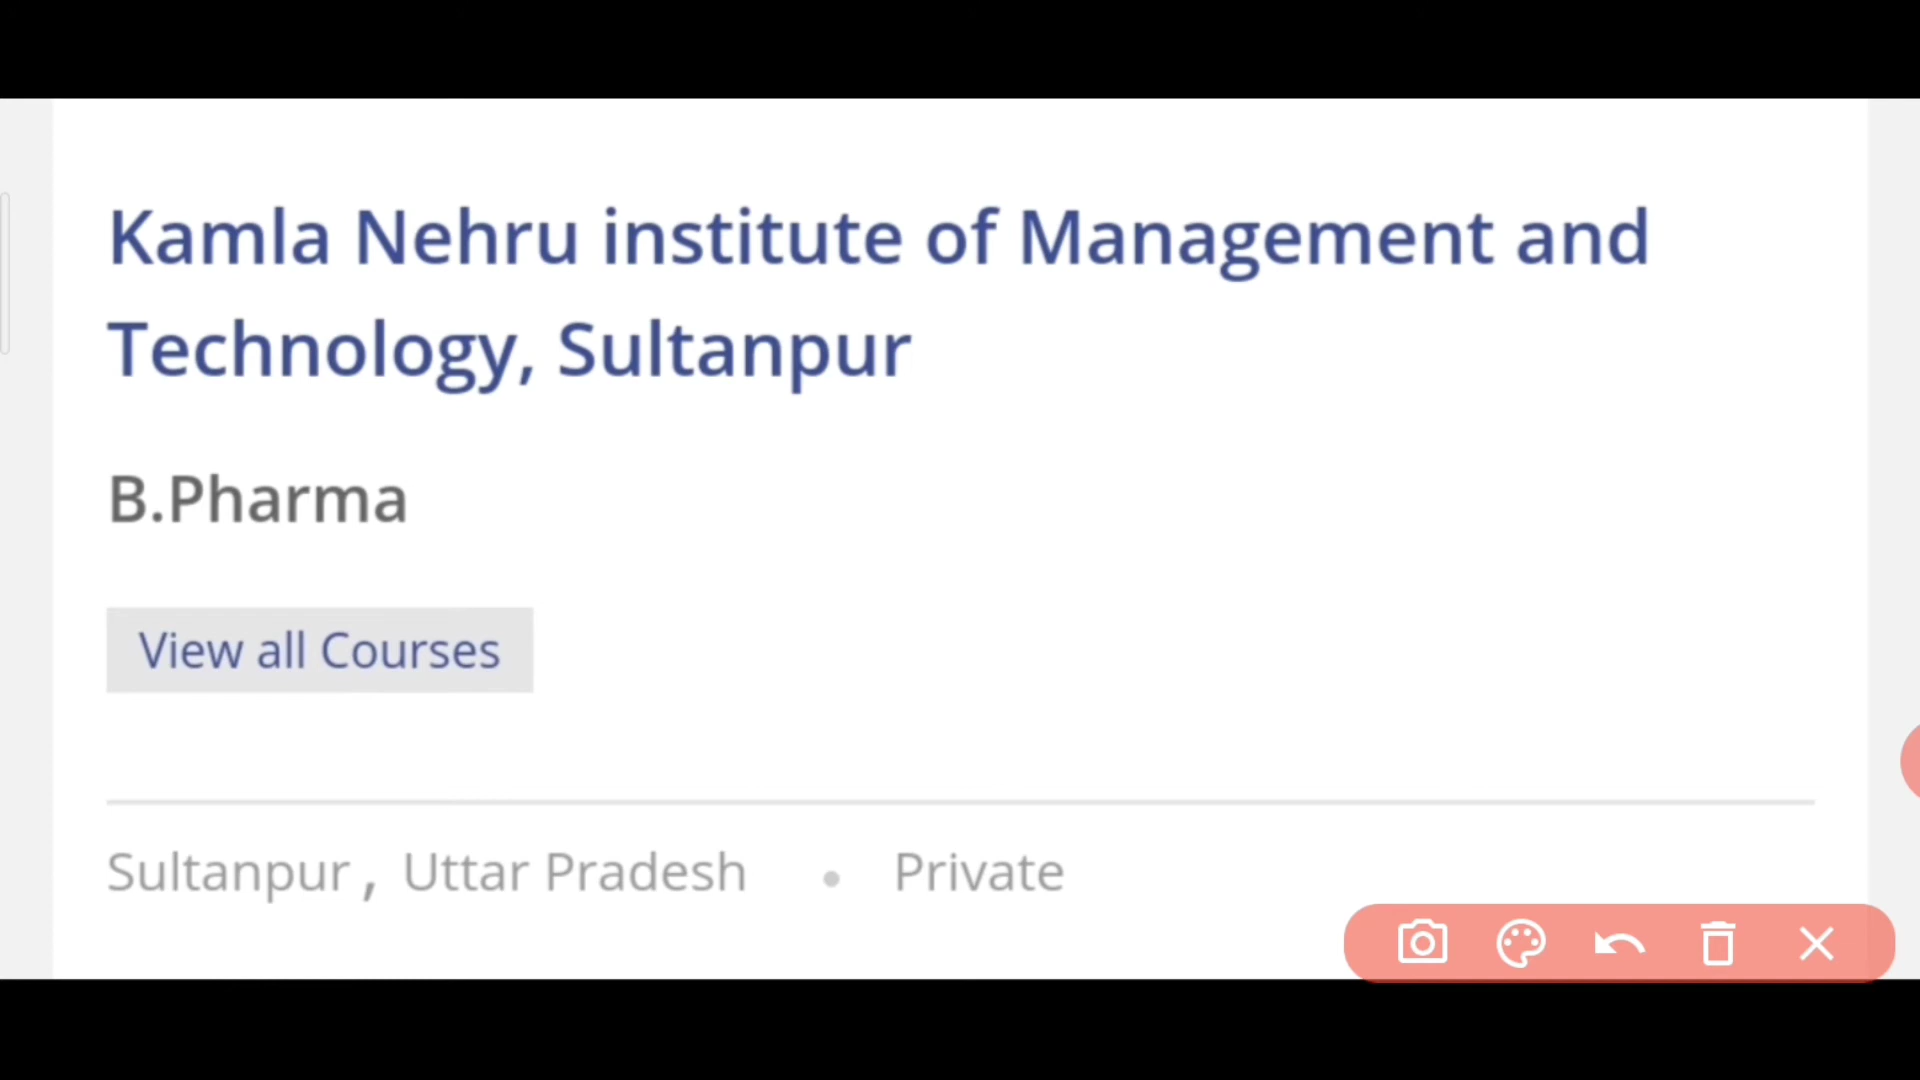 Kamla Nehru institute of Management and
Technology, Sultanpur
B.Pharma
View all Courses
Sultanpur, Uttar Pradesh • Private